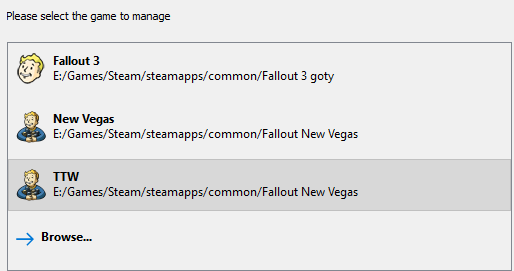 Please select the game to manage
Fallout 3
E:/Games/Steam/steamapps/common/Fallout 3 goty
New Vegas
E:/Games/Steam/steamapps/common/Fallout New Vegas
TTW
E:/Games/Steam/steamapps/common/Fallout New Vegas
Browse...